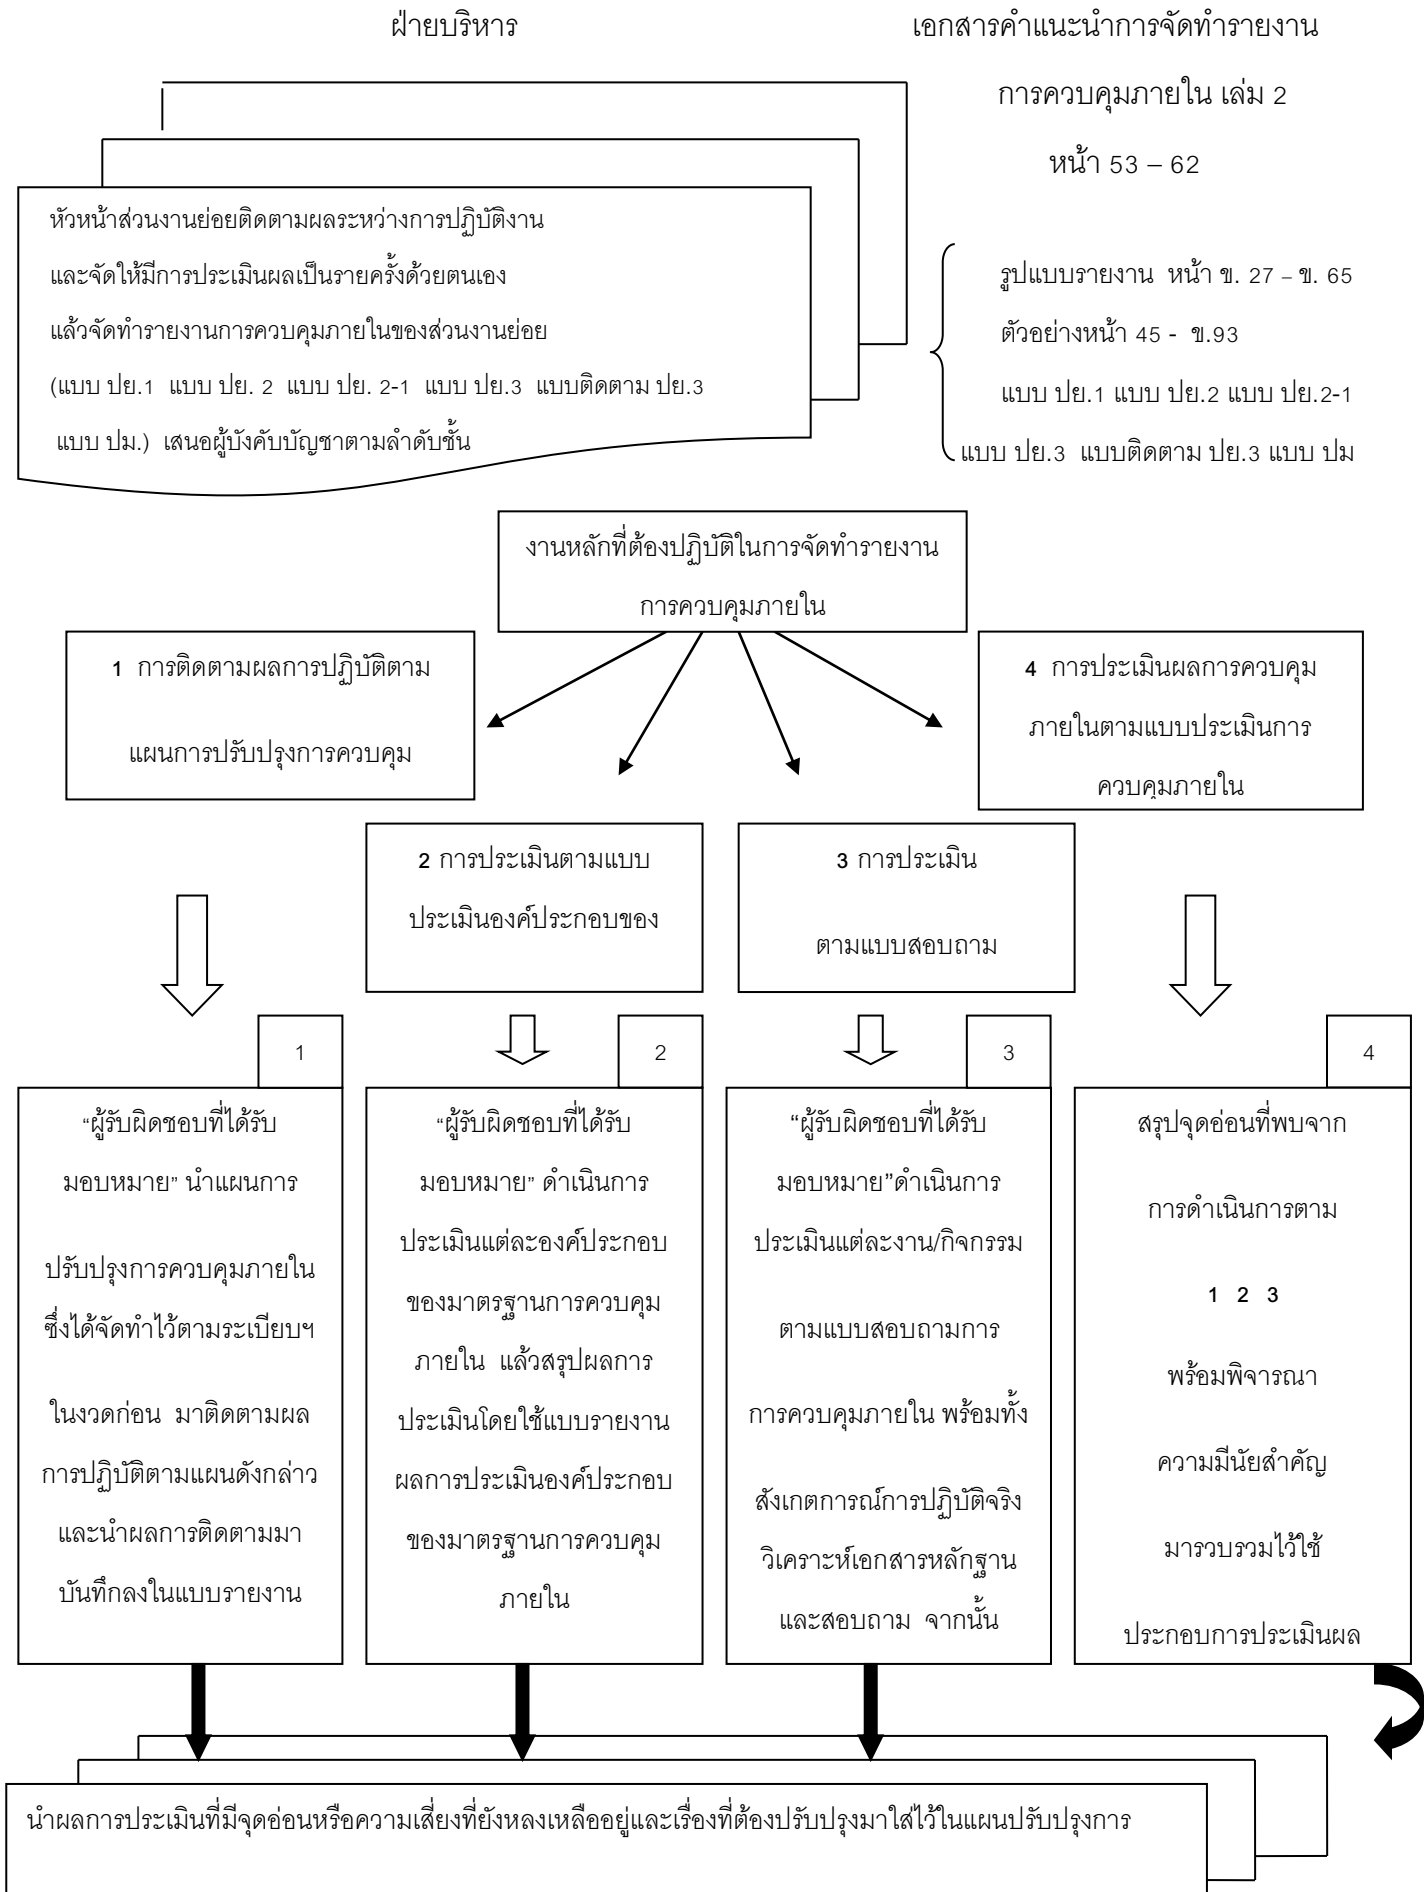 ฝ่ายบริหาร
เอกสารคำแนะนำการจัดทำรายงาน
การควบคุมภายใน เล่ม 2
หน้า 53 – 62
หัวหน้าส่วนงานย่อยติดตามผลระหว่างการปฏิบัติงาน
และจัดให้มีการประเมินผลเป็นรายครั้งด้วยตนเอง
แล้วจัดทำรายงานการควบคุมภายในของส่วนงานย่อย
(แบบ ปย.1 แบบ ปย. 2 แบบ ปย. 2-1 แบบ ปย.3 แบบติดตาม ปย.3
แบบ ปม.) เสนอผู้บังคับบัญชาตามลำดับชั้น
รูปแบบรายงาน หน้า ข. 27 – ข. 65
ตัวอย่างหน้า 45 - ข.93
แบบ ปย.1 แบบ ปย.2 แบบ ปย.2-1
แบบ ปย.3 แบบติดตาม ปย.3 แบบ ปม
งานหลักที่ต้องปฏิบัติในการจัดทำรายงาน
การควบคุมภายใน
1 การติดตามผลการปฏิบัติตาม
แผนการปรับปรุงการควบคุม
4 การประเมินผลการควบคุม
ภายในตามแบบประเมินการ
ควบคุมภายใน
2 การประเมินตามแบบ
ประเมินองค์ประกอบของ
3 การประเมิน
ตามแบบสอบถาม
1
2
3
4
“ผู้รับผิดชอบที่ได้รับ
มอบหมาย” นำแผนการ
ปรับปรุงการควบคุมภายใน
ซึ่งได้จัดทำไว้ตามระเบียบฯ
ในงวดก่อน มาติดตามผล
การปฏิบัติตามแผนดังกล่าว
และนำผลการติดตามมา
บันทึกลงในแบบรายงาน
“ผู้รับผิดชอบที่ได้รับ
มอบหมาย” ดำเนินการ
ประเมินแต่ละองค์ประกอบ
ของมาตรฐานการควบคุม
ภายใน แล้วสรุปผลการ
ประเมินโดยใช้แบบรายงาน
ผลการประเมินองค์ประกอบ
ของมาตรฐานการควบคุม
ภายใน
“ผู้รับผิดชอบที่ได้รับ
มอบหมาย”ดำเนินการ
ประเมินแต่ละงาน/กิจกรรม
ตามแบบสอบถามการ
การควบคุมภายใน พร้อมทั้ง
สังเกตการณ์การปฏิบัติจริง
วิเคราะห์เอกสารหลักฐาน
และสอบถาม จากนั้น
สรุปจุดอ่อนที่พบจาก
การดำเนินการตาม
1 2 3
พร้อมพิจารณา
ความมีนัยสำคัญ
มารวบรวมไว้ใช้
ประกอบการประเมินผล
นำผลการประเมินที่มีจุดอ่อนหรือความเสี่ยงที่ยังหลงเหลืออยู่และเรื่องที่ต้องปรับปรุงมาใส่ไว้ในแผนปรับปรุงการ